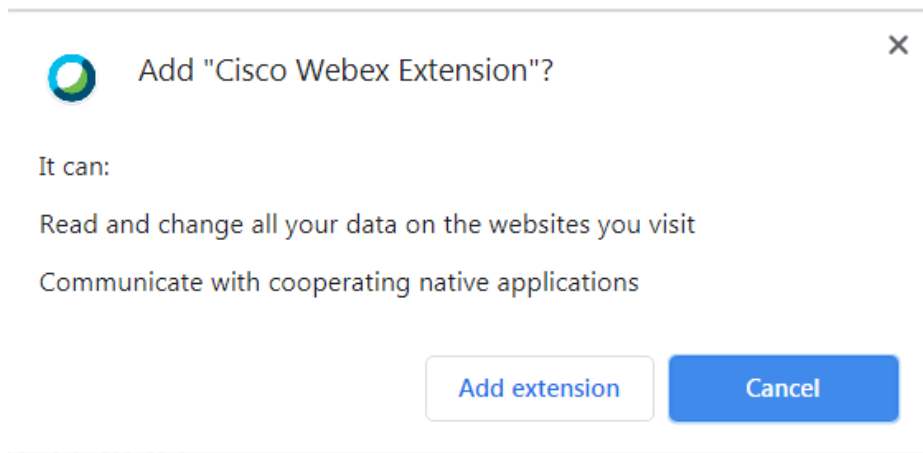 Add "Cisco Webex Extension"?
It can:
Read and change all your data on the websites you visit
Communicate with cooperating native applications
Add extension
Cancel